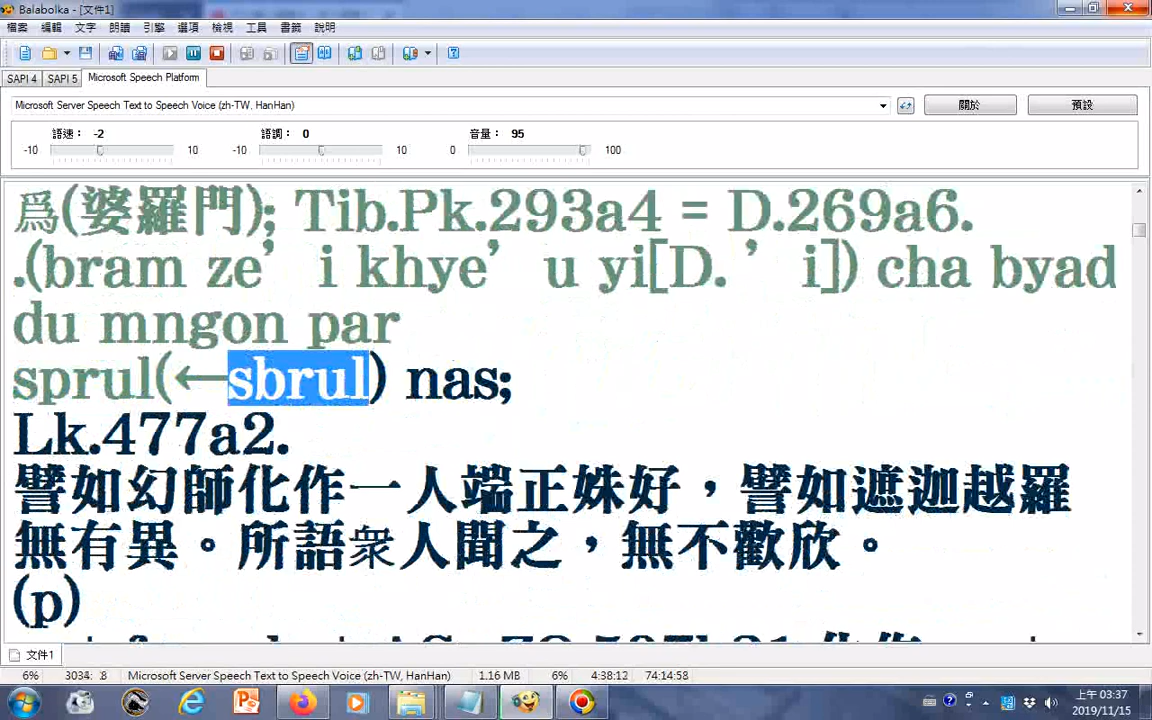 Balabolka - [文件1]
檔案 編輯 文字 朗讀 引擎 選項 檢視 工具 書籤 說明
SAPI 4 SAPI 5 Microsoft Speech Platform
Microsoft Server Speech Text to Speech Voice (zh-TW, HanHan) 關於 預設
語速： -2 語調： 0 音量： 95
-10 10 -10 10 0 100
爲(婆羅門); Tib.Pk.293a4 = D.269a6.
.(bram ze’i khye’u yi[D. ’i]) cha byad
du mngon par
sprul(←sbrul) nas;
Lk.477a2.
譬如幻師化作一人端正姝好，譬如遮迦越羅
無有異。所語衆人聞之，無不歡欣。
(p)
文件1
6% 3034: 8 Microsoft Server Speech Text to Speech Voice (zh-TW, HanHan) 1.16 MB 6% 4:38:12 74:14:58
上午 03:37
2019/11/15